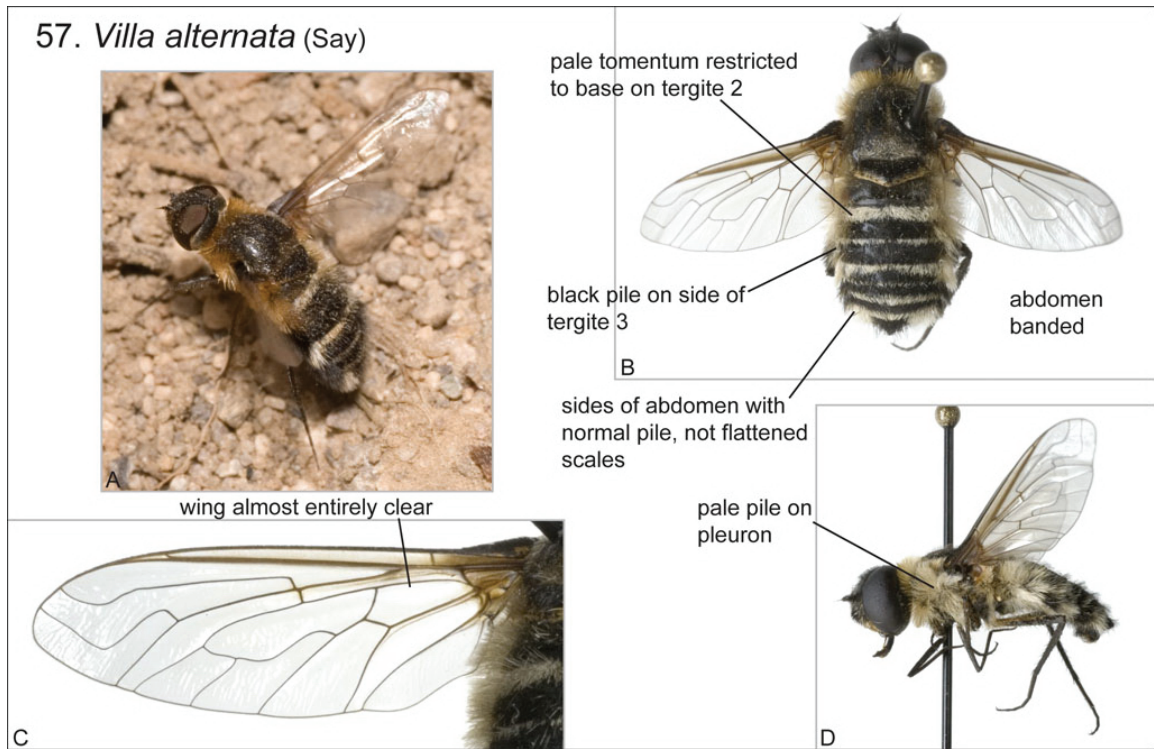 57. Villa alternata (Say)
pale tomentum restricted
to base on tergite 2
black pile on side of
tergite 3
abdomen
banded
B
sides of abdomen with
normal pile, not flattened
scales
A
wing almost entirely clear
pale pile on
pleuron
C
D